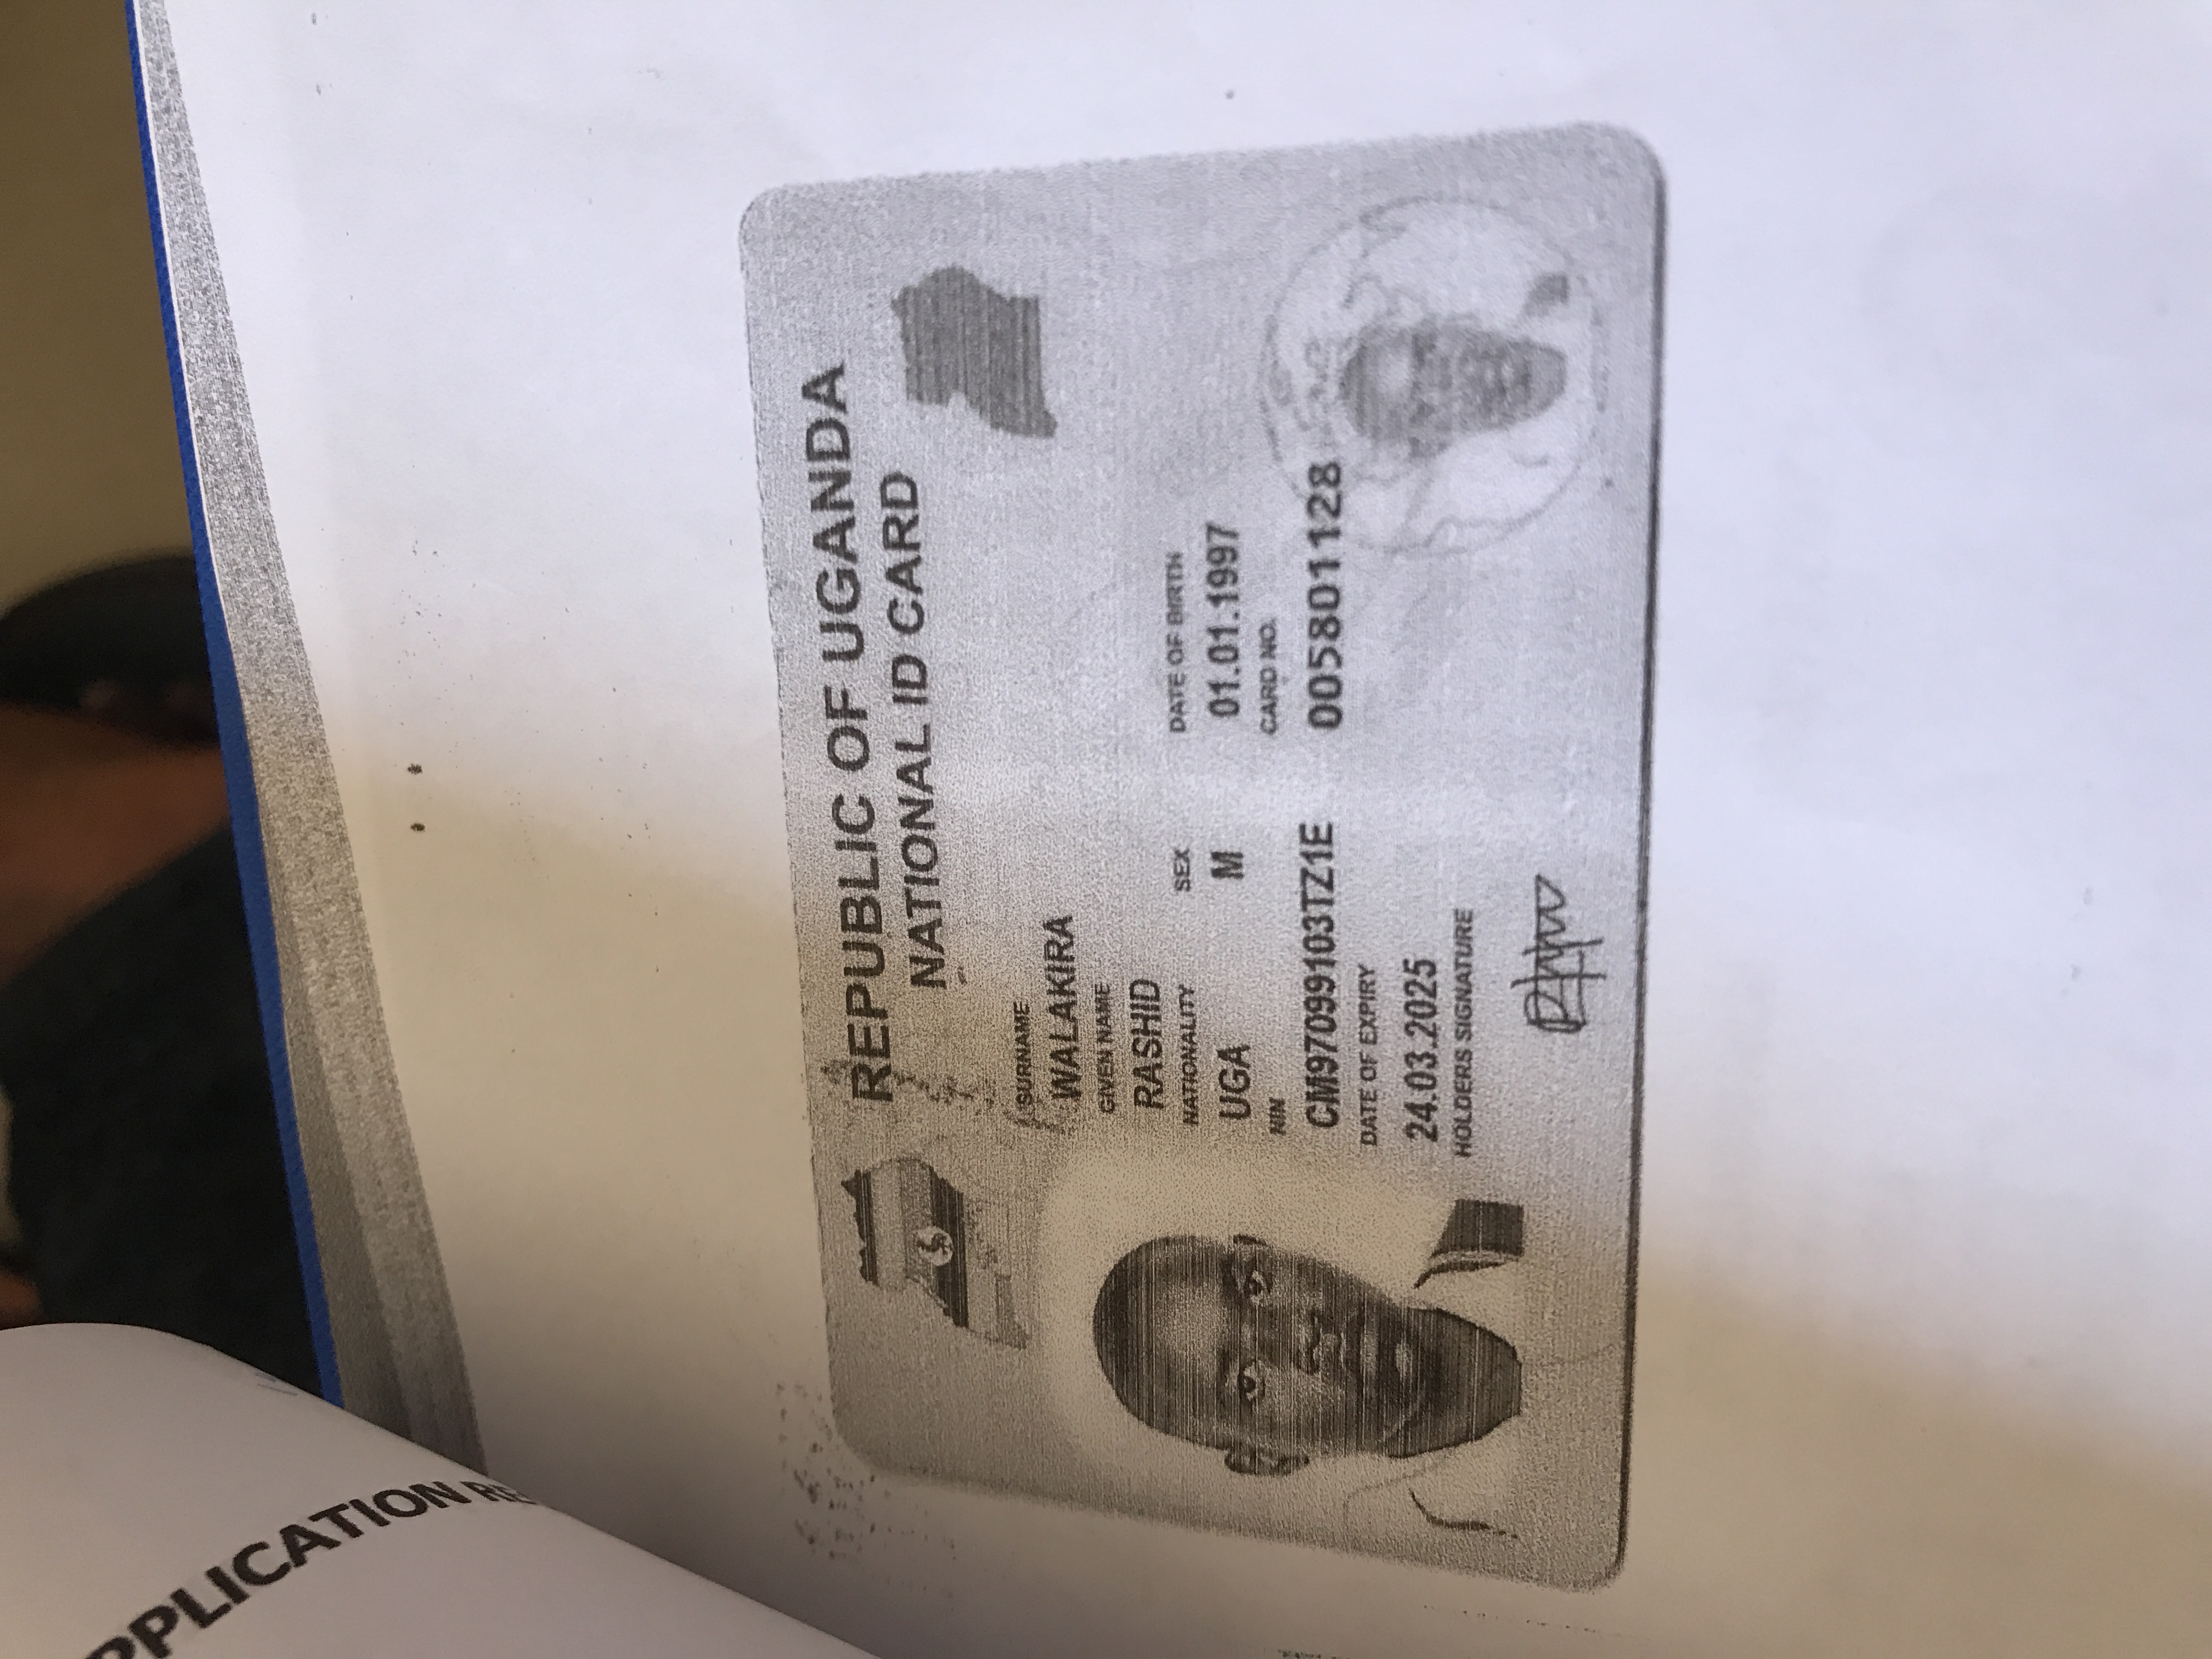 PPLICATION
REPUBLIC OF UGANDA
NATIONAL ID CARD
SURNAME
WALAKIRA
GIVEN NAME
RASHID
NATIONALITY SEX DATE OF BIRTH
UGA M 01.01.1997
NIN CARD NO.
CM97099103TZ1E 005801128
DATE OF EXPIRY
24.03.2025
HOLDERS SIGNATURE